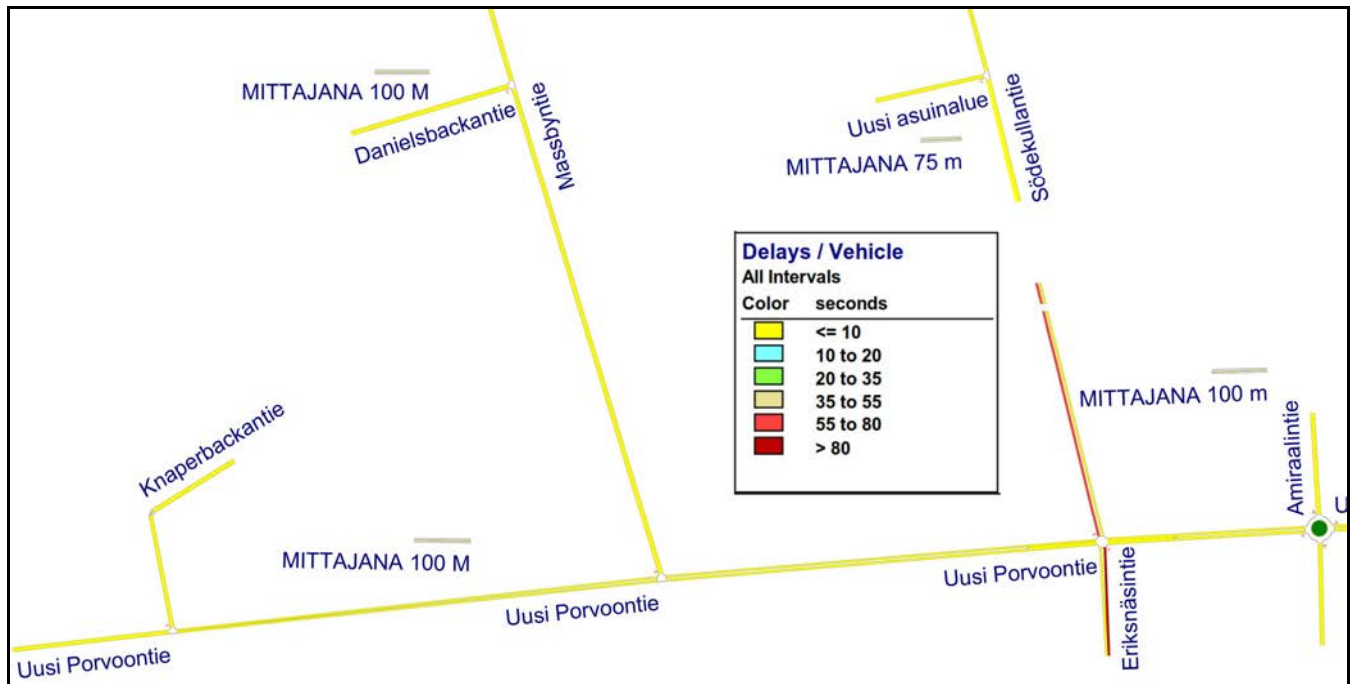 MITTAJANA 100 M
Danielsbackantie
Massbyntie
Uusi asuinalue
MITTAJANA 75 m
Södekullantie
Delays / Vehicle
All Intervals
Color seconds
<= 10
10 to 20
20 to 35
35 to 55
55 to 80
> 80
MITTAJANA 100 m
Amiraalintie
Knaperbackantie
MITTAJANA 100 M
Uusi Porvoontie
Uusi Porvoontie
Eriksnäsintie
Uusi Porvoontie